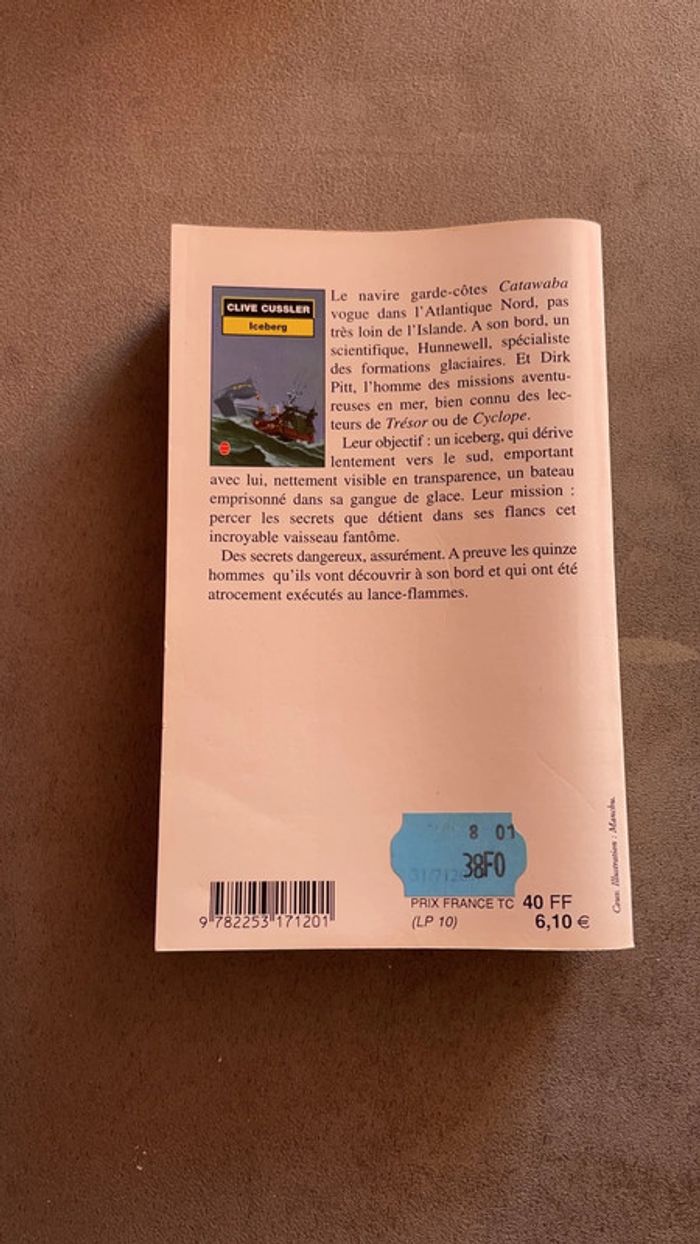 CLIVE CUSSLER
Iceberg
Le navire garde-côtes Catawaba
vogue dans l'Atlantique Nord, pas
très loin de l'Islande. A son bord, un
scientifique, Hunnewell, spécialiste
des formations glaciaires. Et Dirk
Pitt, l'homme des missions aventu-
reuses en mer, bien connu des lec-
teurs de Trésor ou de Cyclope.
Leur objectif : un iceberg, qui dérive
lentement vers le sud, emportant
avec lui, nettement visible en transparence, un bateau
emprisonné dans sa gangue de glace. Leur mission :
percer les secrets que détient dans ses flancs cet
incroyable vaisseau fantôme.
Des secrets dangereux, assurément. A preuve les quinze
hommes qu'ils vont découvrir à son bord et qui ont été
atrocement exécutés au lance-flammes.
8 01
38F0
9 782253 171201
PRIX FRANCE TC 40 FF
(LP 10) 6,10 €
Couv. Illustration : Manchu.